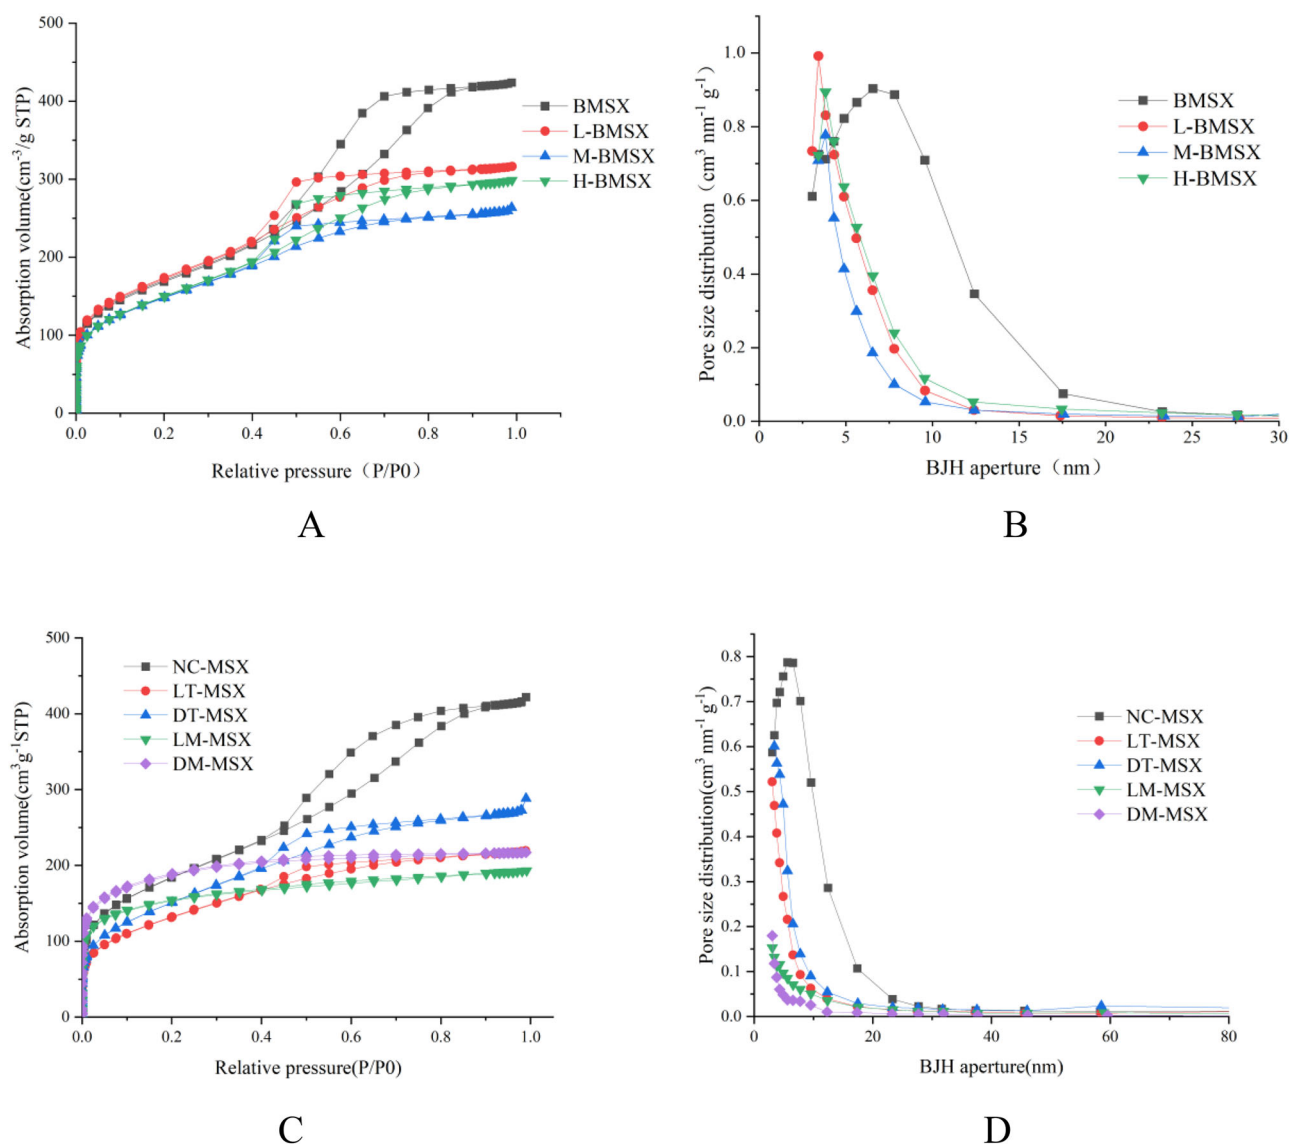 500
400
300
200
100
0
Absorption volume(cm⁻³/g STP)
BMSX
L-BMSX
M-BMSX
H-BMSX
0.0 0.2 0.4 0.6 0.8 1.0
Relative pressure（P/P0）
A
1.0
0.8
0.6
0.4
0.2
0.0
Pore size distribution（cm³ nm⁻¹ g⁻¹)
BMSX
L-BMSX
M-BMSX
H-BMSX
0 5 10 15 20 25 30
BJH aperture（nm）
B
500
400
300
200
100
0
Absorption volume(cm³g⁻¹STP)
NC-MSX
LT-MSX
DT-MSX
LM-MSX
DM-MSX
0.0 0.2 0.4 0.6 0.8 1.0
Relative pressure(P/P0)
C
0.8
0.7
0.6
0.5
0.4
0.3
0.2
0.1
0.0
Pore size distribution(cm³ nm⁻¹ g⁻¹)
NC-MSX
LT-MSX
DT-MSX
LM-MSX
DM-MSX
0 20 40 60 80
BJH aperture(nm)
D